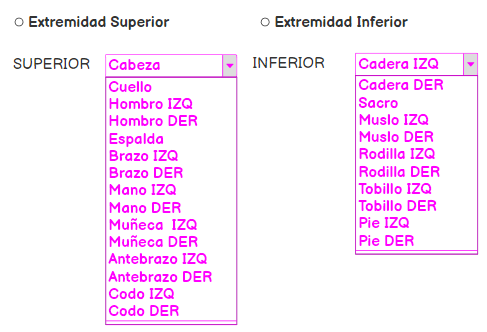 Extremidad Superior
Extremidad Inferior
SUPERIOR
Cabeza
Cuello
Hombro IZQ
Hombro DER
Espalda
Brazo IZQ
Brazo DER
Mano IZQ
Mano DER
Muñeca IZQ
Muñeca DER
Antebrazo IZQ
Antebrazo DER
Codo IZQ
Codo DER
INFERIOR
Cadera IZQ
Cadera DER
Sacro
Muslo IZQ
Muslo DER
Rodilla IZQ
Rodilla DER
Tobillo IZQ
Tobillo DER
Pie IZQ
Pie DER